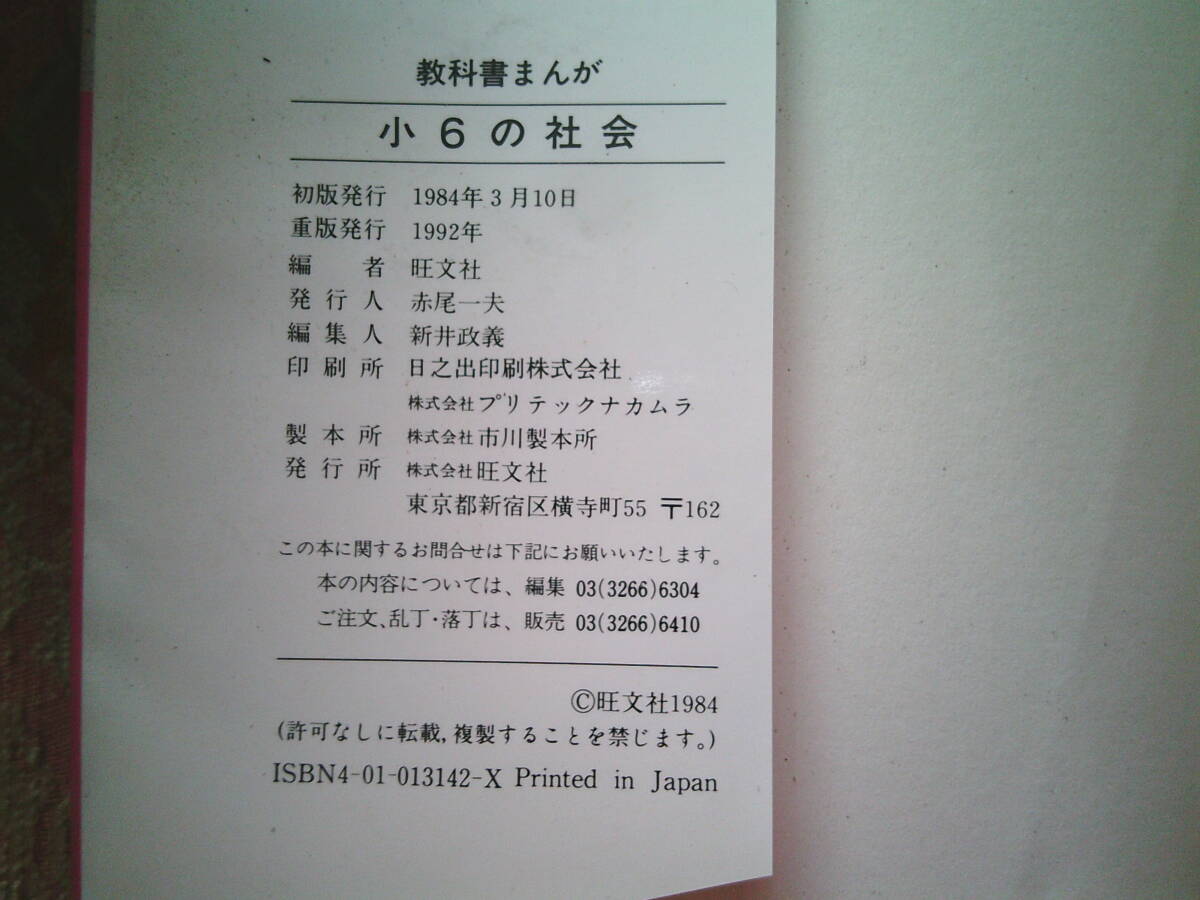 教科書まんが
小6の社会
初版発行 1984年3月10日
重版発行 1992年
編者 旺文社
発行人 赤尾一夫
編集人 新井政義
印刷所 日之出印刷株式会社
株式会社プリテックナカムラ
製本所 株式会社市川製本所
発行所 株式会社旺文社
東京都新宿区横寺町55 〒162
この本に関するお問合せは下記にお願いいたします。
本の内容については、編集 03(3266)6304
ご注文、乱丁・落丁は、販売 03(3266)6410
©旺文社1984
(許可なしに転載,複製することを禁じます。)
ISBN4-01-013142-X Printed in Japan